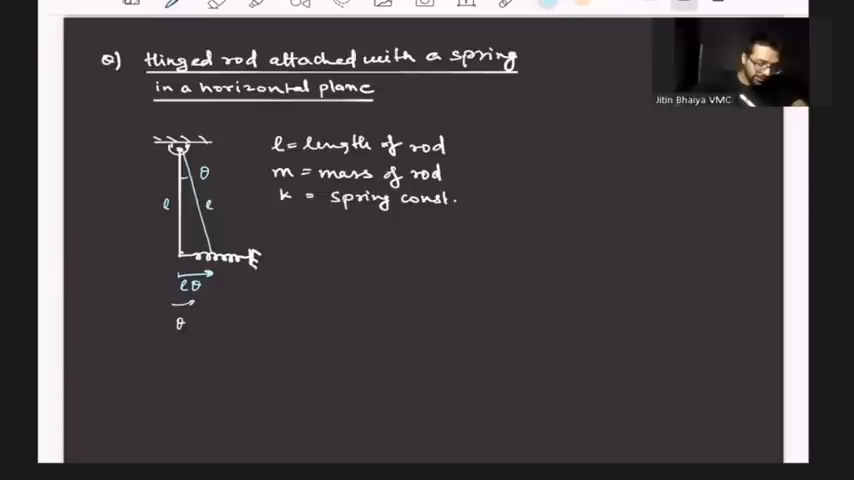 Q) Hinged rod attached with a spring
in a horizontal plane
l = length of rod
m = mass of rod
k = spring const.
θ
l
l
lθ
θ
Jitin Bhaiya VMC